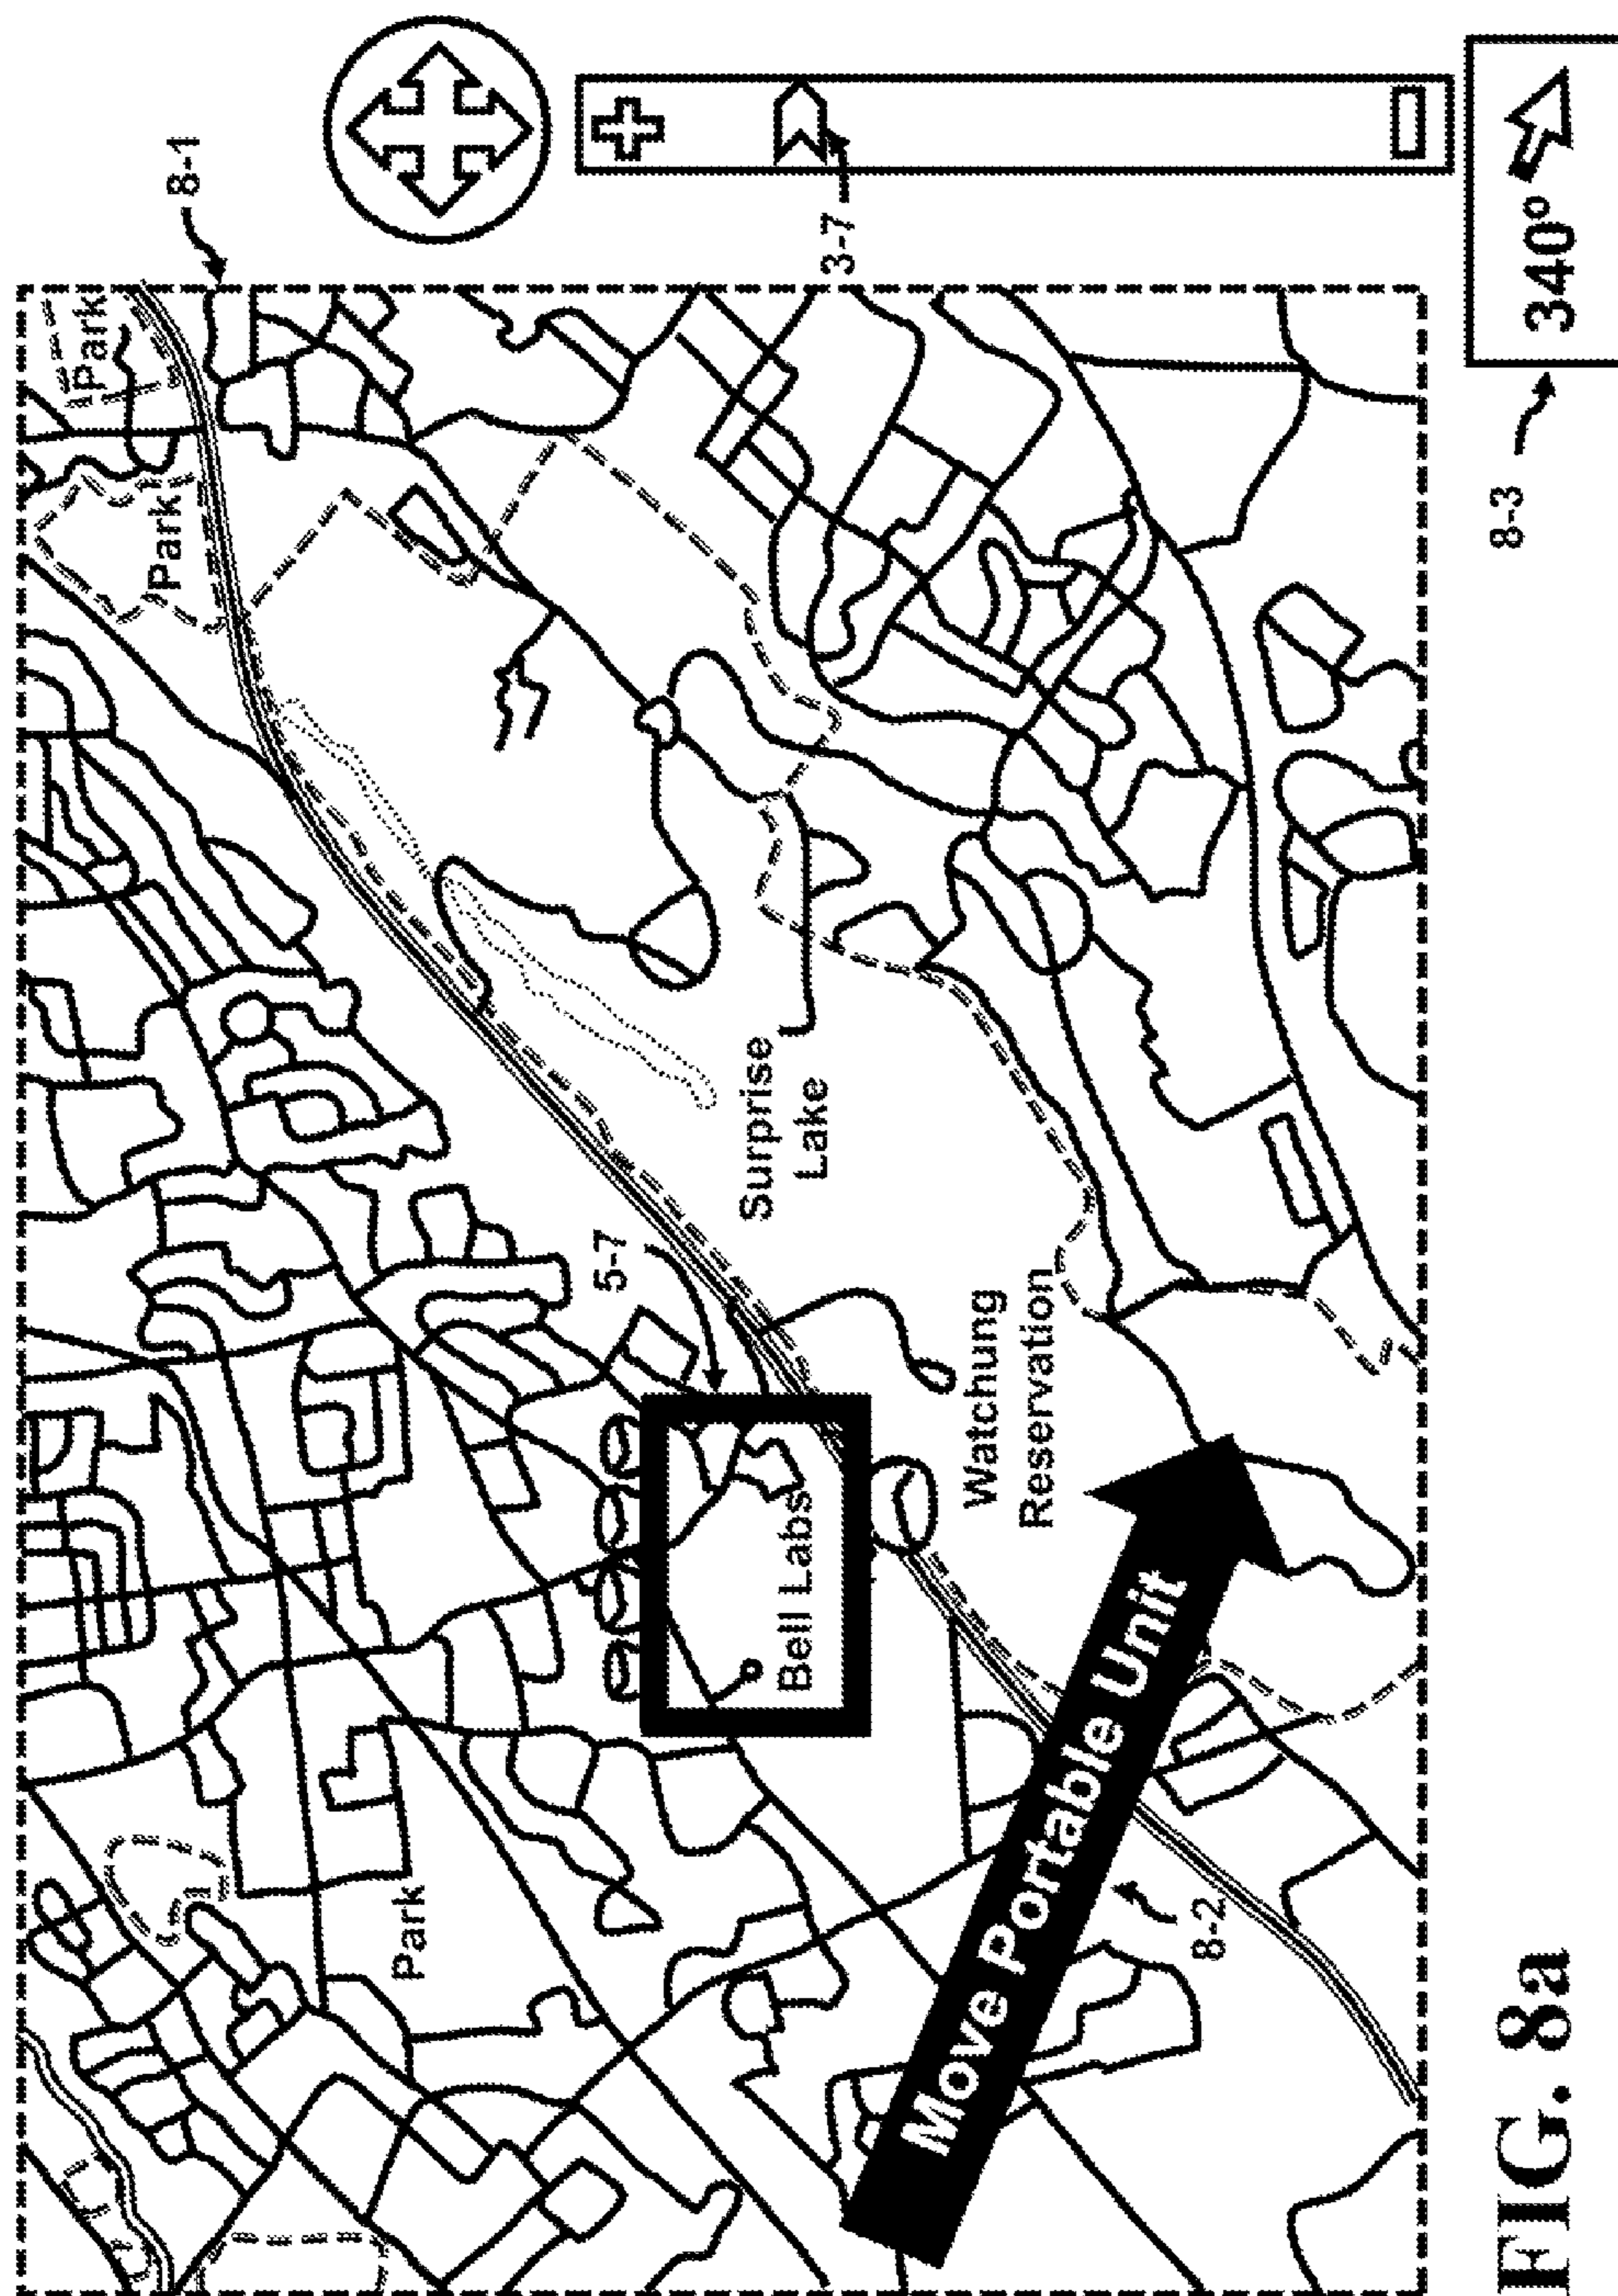 Park
8-1
Park
3-7
340°
8-3
Surprise
Lake
5-7
Watchung
Reservation
Bell Labs
Park
Move Portable Unit
8-2
FIG. 8a